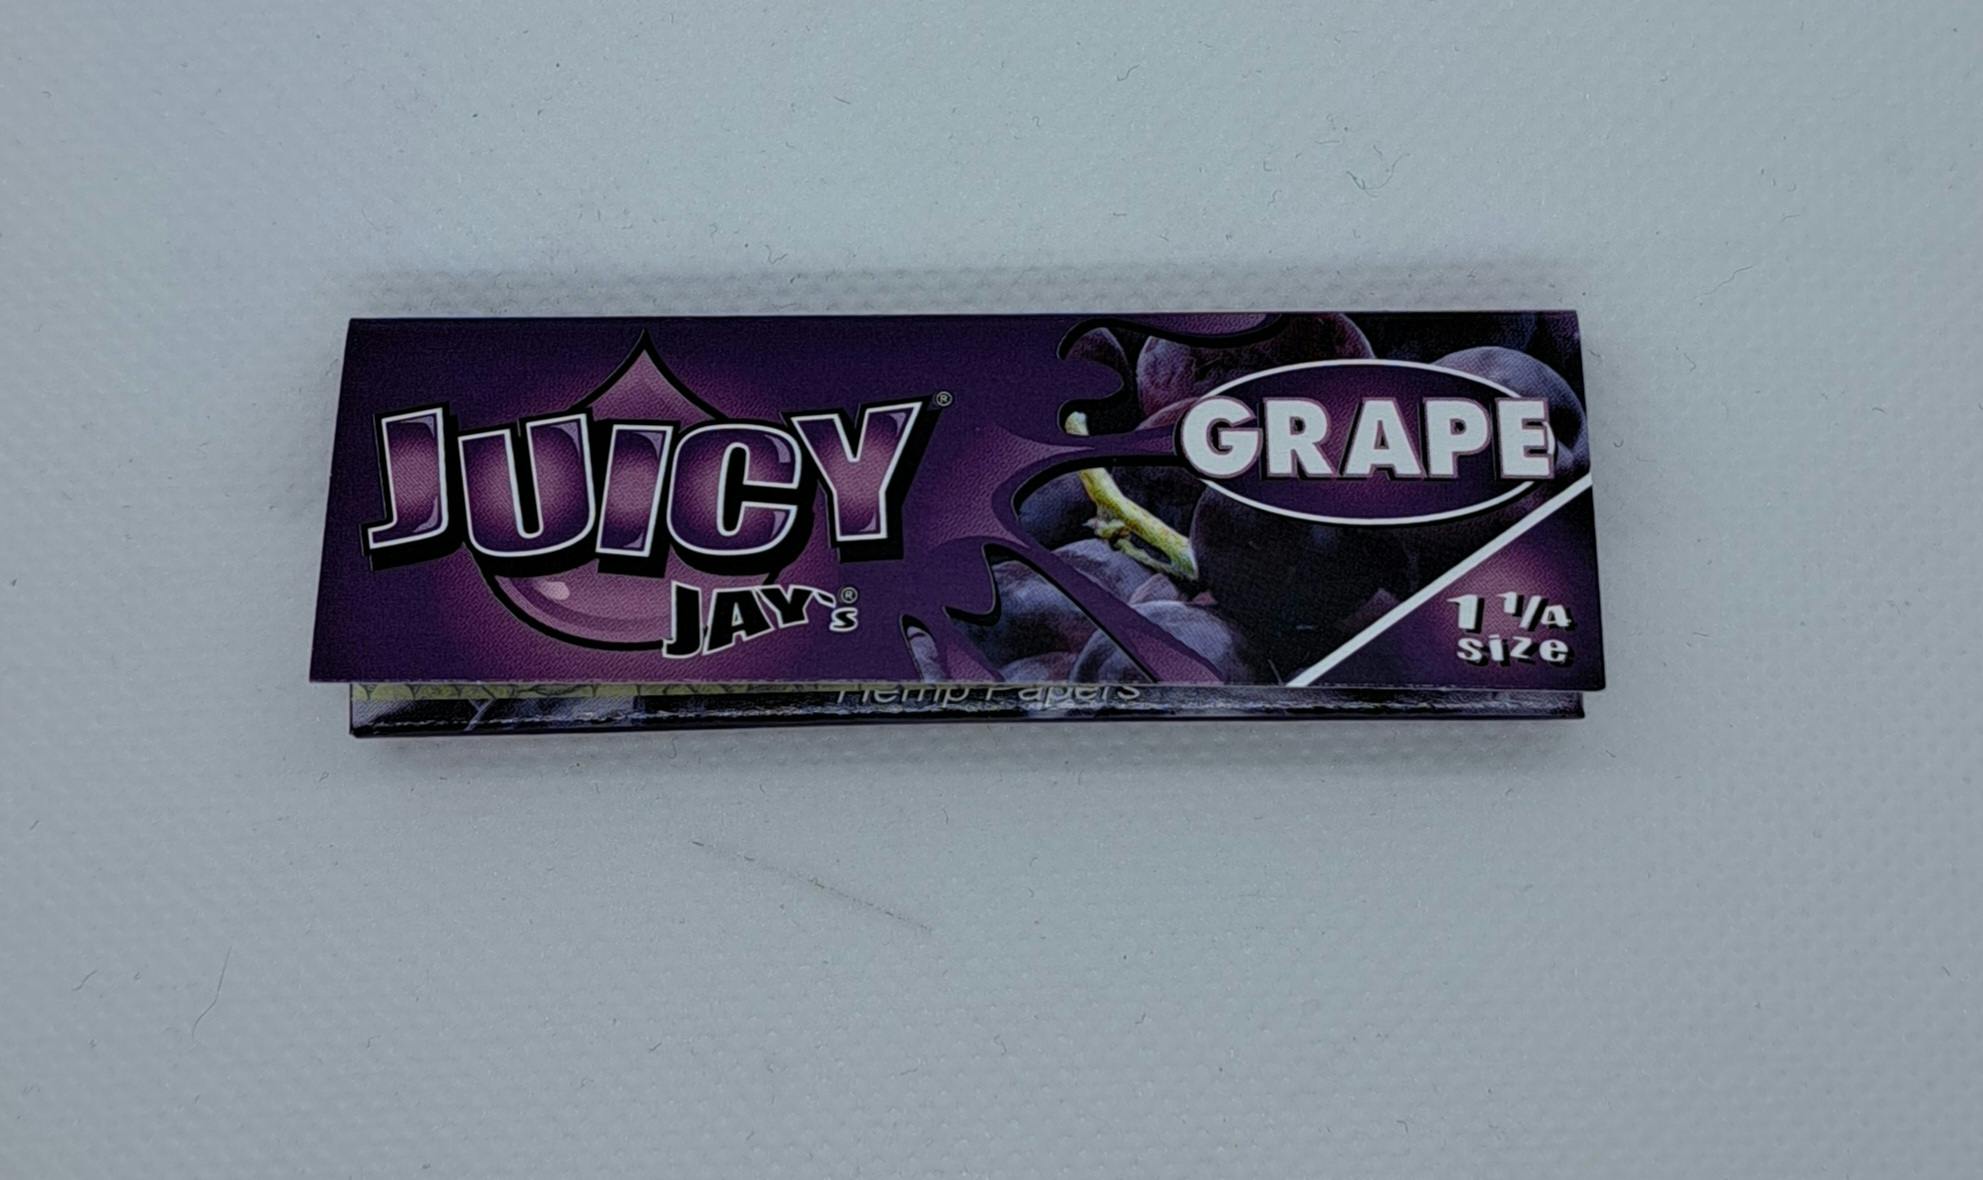 JUICY®
JAY's®
GRAPE
1 1/4
size
Hemp Papers